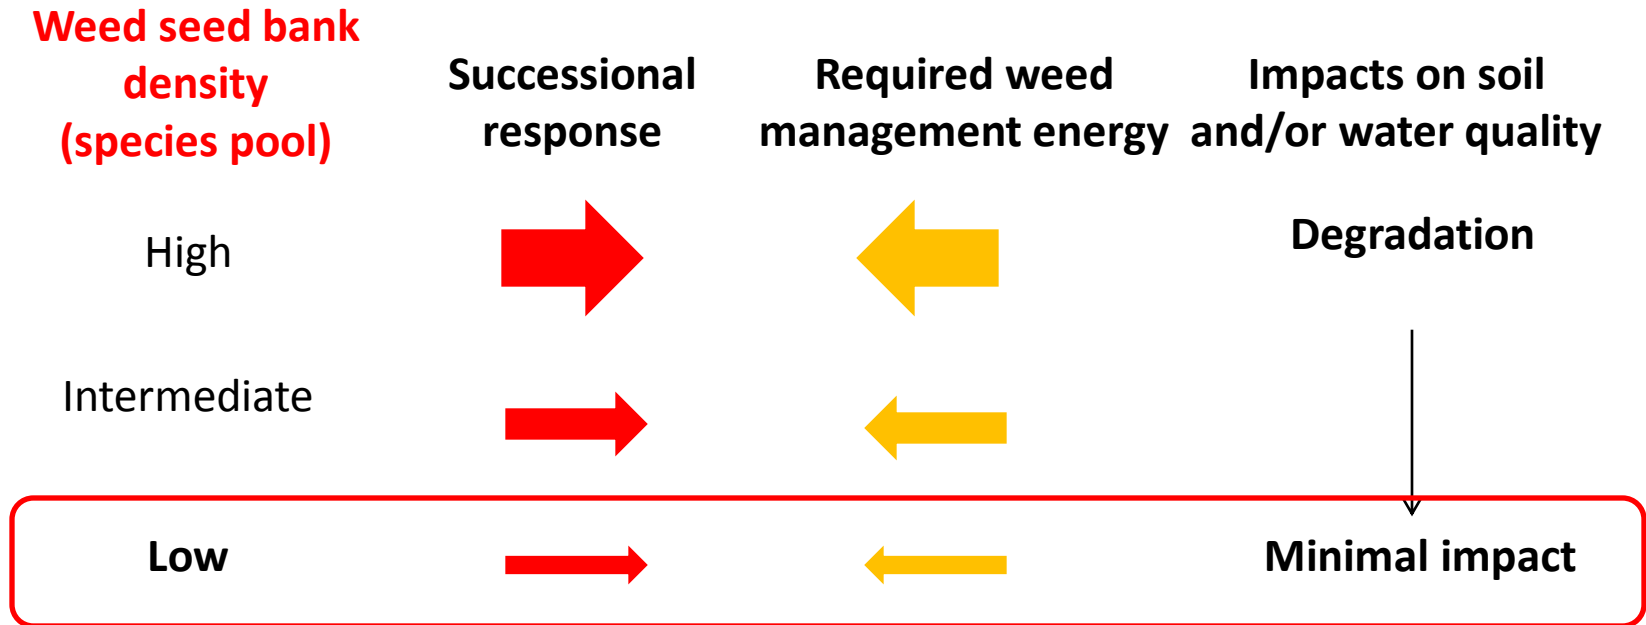 Weed seed bank
density
(species pool)
Successional
response
Required weed
management energy
Impacts on soil
and/or water quality
High
Degradation
Intermediate
Low
Minimal impact